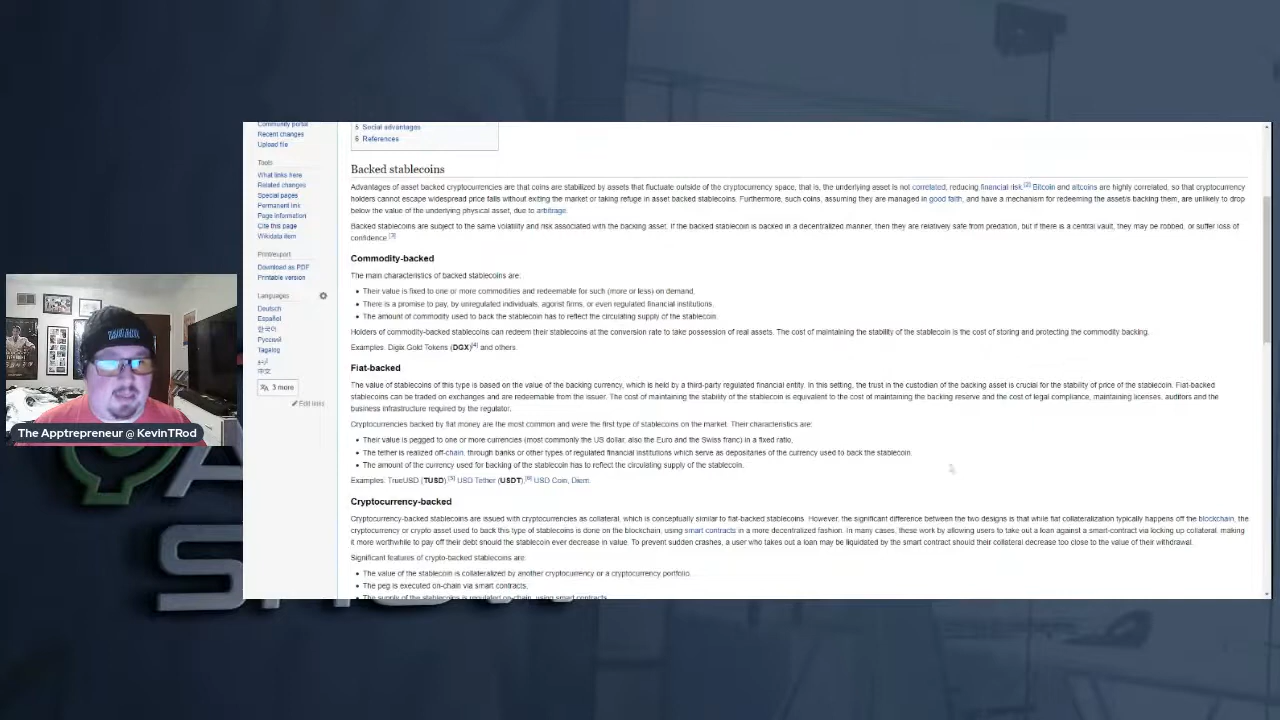 Community portal
Recent changes
Upload file
Tools
What links here
Related changes
Special pages
Permanent link
Page information
Cite this page
Wikidata item
Print/export
Download as PDF
Printable version
Languages
Deutsch
Español
한국어
Русский
Tagalog
اردو
中文
3 more
Edit links
5 Social advantages
6 References
Backed stablecoins
Advantages of asset backed cryptocurrencies are that coins are stabilized by assets that fluctuate outside of the cryptocurrency space, that is, the underlying asset is not correlated, reducing financial risk.[2] Bitcoin and altcoins are highly correlated, so that cryptocurrency
holders cannot escape widespread price falls without exiting the market or taking refuge in asset backed stablecoins. Furthermore, such coins, assuming they are managed in good faith, and have a mechanism for redeeming the asset/s backing them, are unlikely to drop
below the value of the underlying physical asset, due to arbitrage.
Backed stablecoins are subject to the same volatility and risk associated with the backing asset. If the backed stablecoin is backed in a decentralized manner, then they are relatively safe from predation, but if there is a central vault, they may be robbed, or suffer loss of
confidence.[3]
Commodity-backed
The main characteristics of backed stablecoins are:
• Their value is fixed to one or more commodities and redeemable for such (more or less) on demand,
• There is a promise to pay, by unregulated individuals, agorist firms, or even regulated financial institutions.
• The amount of commodity used to back the stablecoin has to reflect the circulating supply of the stablecoin.
Holders of commodity-backed stablecoins can redeem their stablecoins at the conversion rate to take possession of real assets. The cost of maintaining the stability of the stablecoin is the cost of storing and protecting the commodity backing.
Examples: Digix Gold Tokens (DGX)[4] and others.
Fiat-backed
The value of stablecoins of this type is based on the value of the backing currency, which is held by a third-party regulated financial entity. In this setting, the trust in the custodian of the backing asset is crucial for the stability of price of the stablecoin. Fiat-backed
stablecoins can be traded on exchanges and are redeemable from the issuer. The cost of maintaining the stability of the stablecoin is equivalent to the cost of maintaining the backing reserve and the cost of legal compliance, maintaining licenses, auditors and the
business infrastructure required by the regulator.
Cryptocurrencies backed by fiat money are the most common and were the first type of stablecoins on the market. Their characteristics are:
• Their value is pegged to one or more currencies (most commonly the US dollar, also the Euro and the Swiss franc) in a fixed ratio,
• The tether is realized off-chain, through banks or other types of regulated financial institutions which serve as depositaries of the currency used to back the stablecoin.
• The amount of the currency used for backing of the stablecoin has to reflect the circulating supply of the stablecoin.
Examples: TrueUSD (TUSD),[5] USD Tether (USDT),[6] USD Coin, Diem.
Cryptocurrency-backed
Cryptocurrency-backed stablecoins are issued with cryptocurrencies as collateral, which is conceptually similar to fiat-backed stablecoins. However, the significant difference between the two designs is that while fiat collateralization typically happens off the blockchain, the
cryptocurrency or crypto asset used to back this type of stablecoins is done on the blockchain, using smart contracts in a more decentralized fashion. In many cases, these work by allowing users to take out a loan against a smart-contract via locking up collateral, making
it more worthwhile to pay off their debt should the stablecoin ever decrease in value. To prevent sudden crashes, a user who takes out a loan may be liquidated by the smart contract should their collateral decrease too close to the value of their withdrawal.
Significant features of crypto-backed stablecoins are:
• The value of the stablecoin is collateralized by another cryptocurrency or a cryptocurrency portfolio.
• The peg is executed on-chain via smart contracts,
• The supply of the stablecoins is regulated on-chain, using smart contracts.
The Apptrepreneur @ KevinTRod